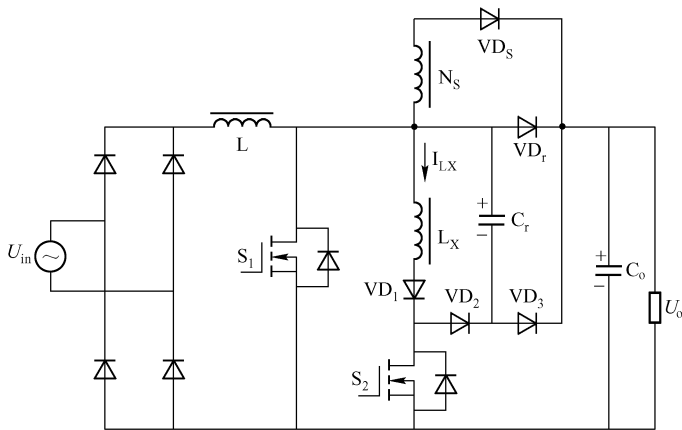 VD_S
N_S
L
VD_r
I_LX
+
C_r
−
S_1
L_X
U_in
~
VD_1
VD_2
VD_3
+
C_o
−
U_o
S_2